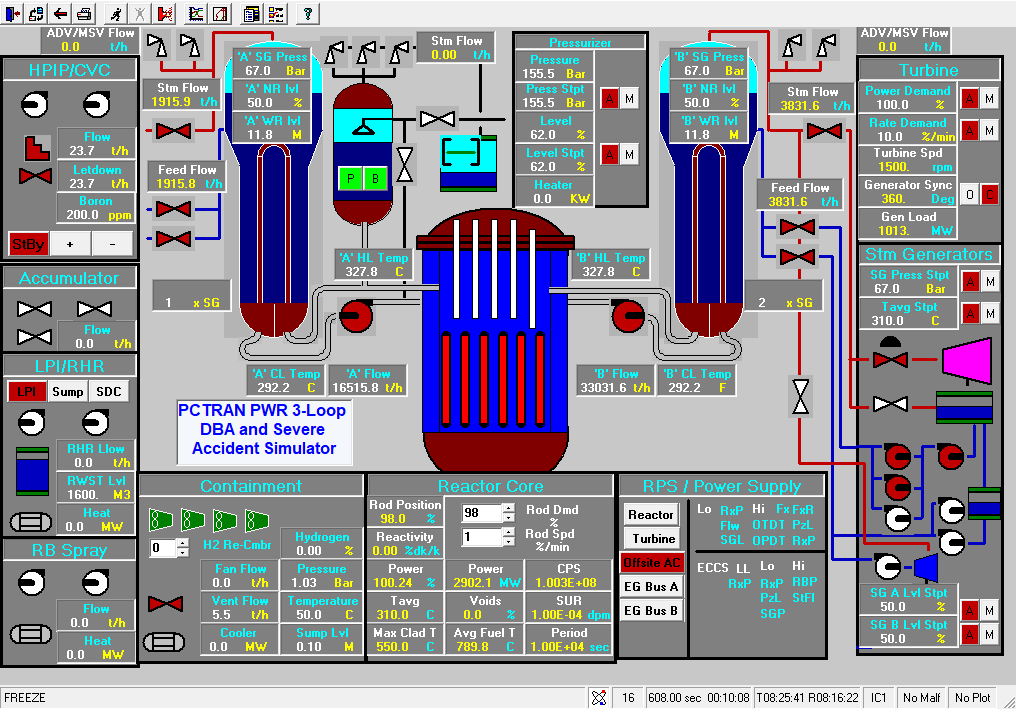 ADV/MSV Flow
0.0 t/h
HPIP/CVC
Flow
23.7 t/h
Letdown
23.7 t/h
Boron
200.0 ppm
StBy + -
Accumulator
Flow
0.0 t/h
LPI/RHR
LPI Sump SDC
RHR Llow
0.0 t/h
RWST Lvl
1600. M3
Heat
0.0 MW
RB Spray
Flow
0.0 t/h
Heat
0.0 MW
Stm Flow
1915.9 t/h
Feed Flow
1915.8 t/h
1 x SG
'A' SG Press
67.0 Bar
'A' NR lvl
50.0 %
'A' WR lvl
11.8 M
Stm Flow
0.00 t/h
P B
Pressurizer
Pressure
155.5 Bar
Press Stpt
155.5 Bar
A M
Level
62.0 %
Level Stpt
62.0 %
A M
Heater
0.0 KW
'B' SG Press
67.0 Bar
'B' NR lvl
50.0 %
'B' WR lvl
11.8 M
Stm Flow
3831.6 t/h
Feed Flow
3831.6 t/h
2 x SG
'A' HL Temp
327.8 C
'B' HL Temp
327.8 C
'A' CL Temp
292.2 C
'A' Flow
16515.8 t/h
'B' Flow
33031.6 t/h
'B' CL Temp
292.2 F
PCTRAN PWR 3-Loop
DBA and Severe
Accident Simulator
ADV/MSV Flow
0.0 t/h
Turbine
Power Demand
100.0 %
A M
Rate Demand
10.0 %/min
A M
Turbine Spd
1500. rpm
Generator Sync
360. Deg
O C
Gen Load
1013. MW
Stm Generators
SG Press Stpt
67.0 Bar
A M
Tavg Stpt
310.0 C
A M
SG A Lvl Stpt
50.0 %
A M
SG B Lvl Stpt
50.0 %
A M
Containment
0
H2 Re-Cmbr
Hydrogen
0.00 %
Fan Flow
0.0 t/h
Pressure
1.03 Bar
Vent Flow
5.5 t/h
Temperature
50.0 C
Cooler
0.0 MW
Sump Lvl
0.10 M
Reactor Core
Rod Position
98.0 %
98
Rod Dmd
%
Reactivity
0.00 %dk/k
1
Rod Spd
%/min
Power
100.24 %
Power
2902.1 MW
CPS
1.003E+08
Tavg
310.0 C
Voids
0.0 %
SUR
1.00E-04 dpm
Max Clad T
550.0 C
Avg Fuel T
789.8 C
Period
1.00E+04 sec
RPS / Power Supply
Reactor
Turbine
Offsite AC
EG Bus A
EG Bus B
Lo RxP Hi FxFxR
Flw OTDT PzL
SGL OPDT RxP
ECCS LL Lo Hi
RxP RxP RBP
PzL StFl
SGP
FREEZE
16
608.00 sec 00:10:08
T08:25:41 R08:16:22
IC1
No Malf
No Plot